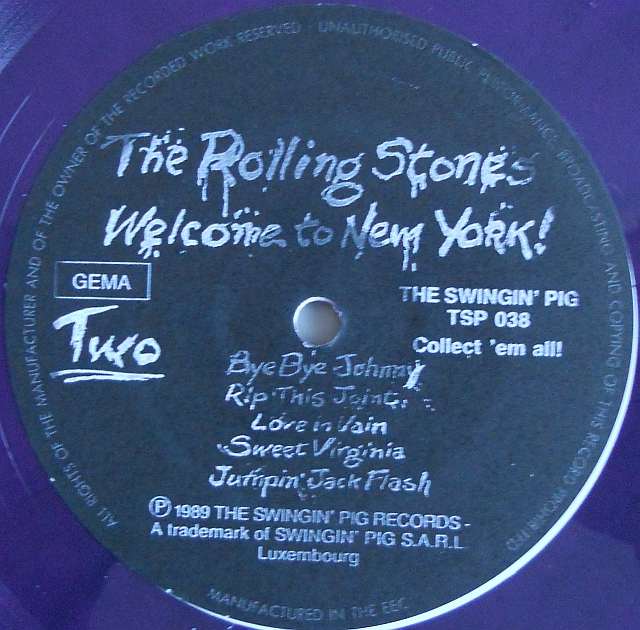 ALL RIGHTS OF THE MANUFACTURER AND OF THE OWNER OF THE RECORDED WORK RESERVED · UNAUTHORISED PUBLIC PERFORMANCE, BROADCASTING AND COPYING OF THIS RECORD PROHIBITED
The Rolling Stones
Welcome to New York!
GEMA
THE SWINGIN' PIG
TSP 038
Two
Collect 'em all!
Bye Bye Johnny
Rip This Joint
Love in Vain
Sweet Virginia
Jumpin' Jack Flash
Ⓟ 1989 THE SWINGIN' PIG RECORDS -
A trademark of SWINGIN' PIG S.A.R.L.
Luxembourg
MANUFACTURED IN THE EEC